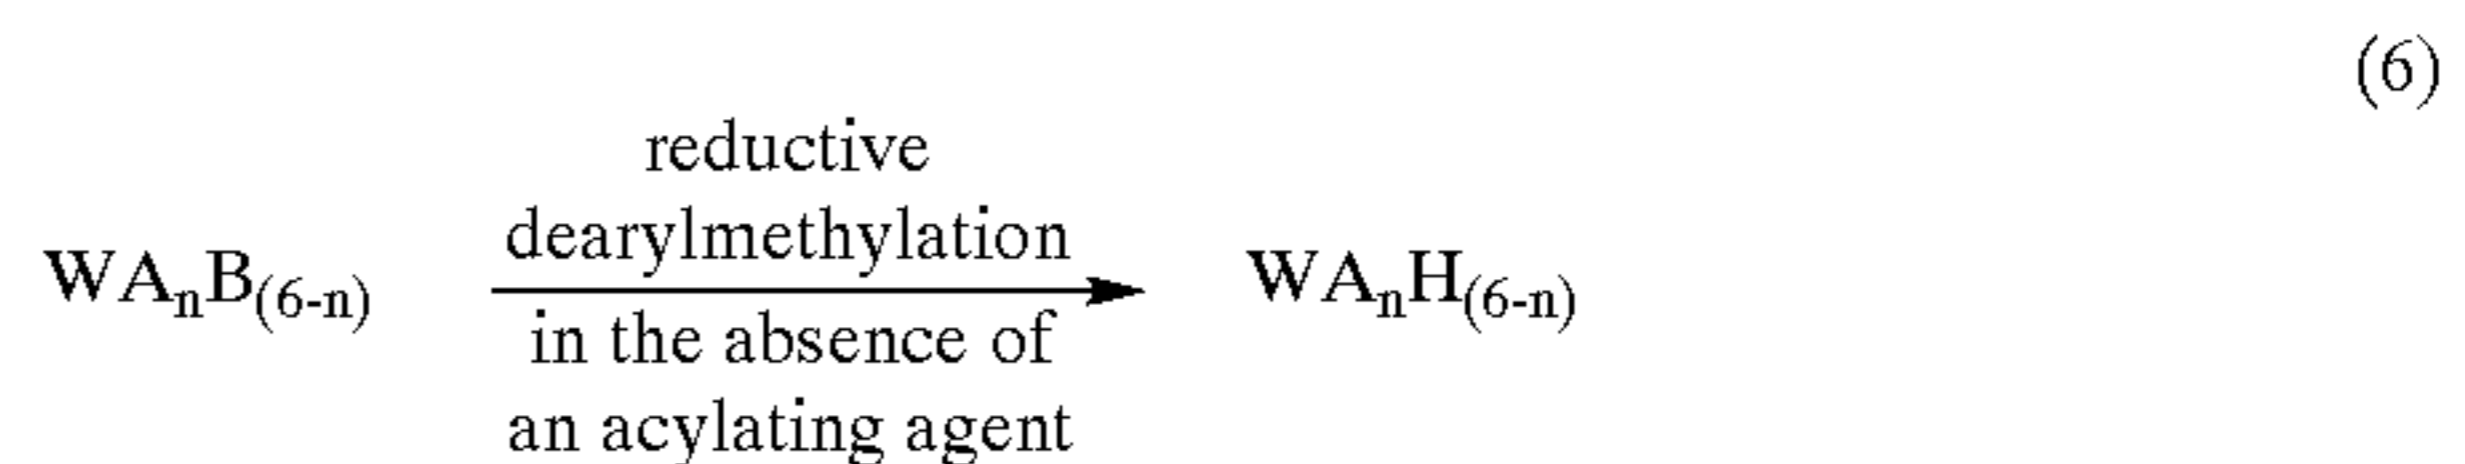 (6)
reductive
dearylmethylation
WAₙB₍₆₋ₙ₎ WAₙH₍₆₋ₙ₎
in the absence of
an acylating agent